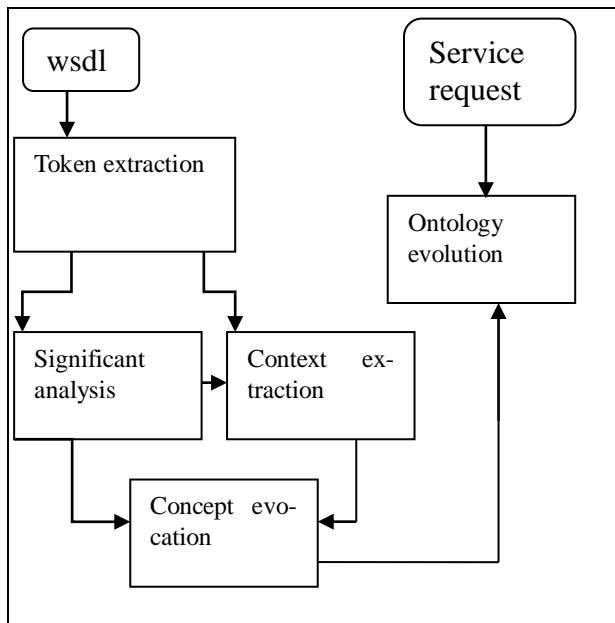 wsdl
Service
request
Token extraction
Ontology
evolution
Significant
analysis
Context ex-
traction
Concept evo-
cation